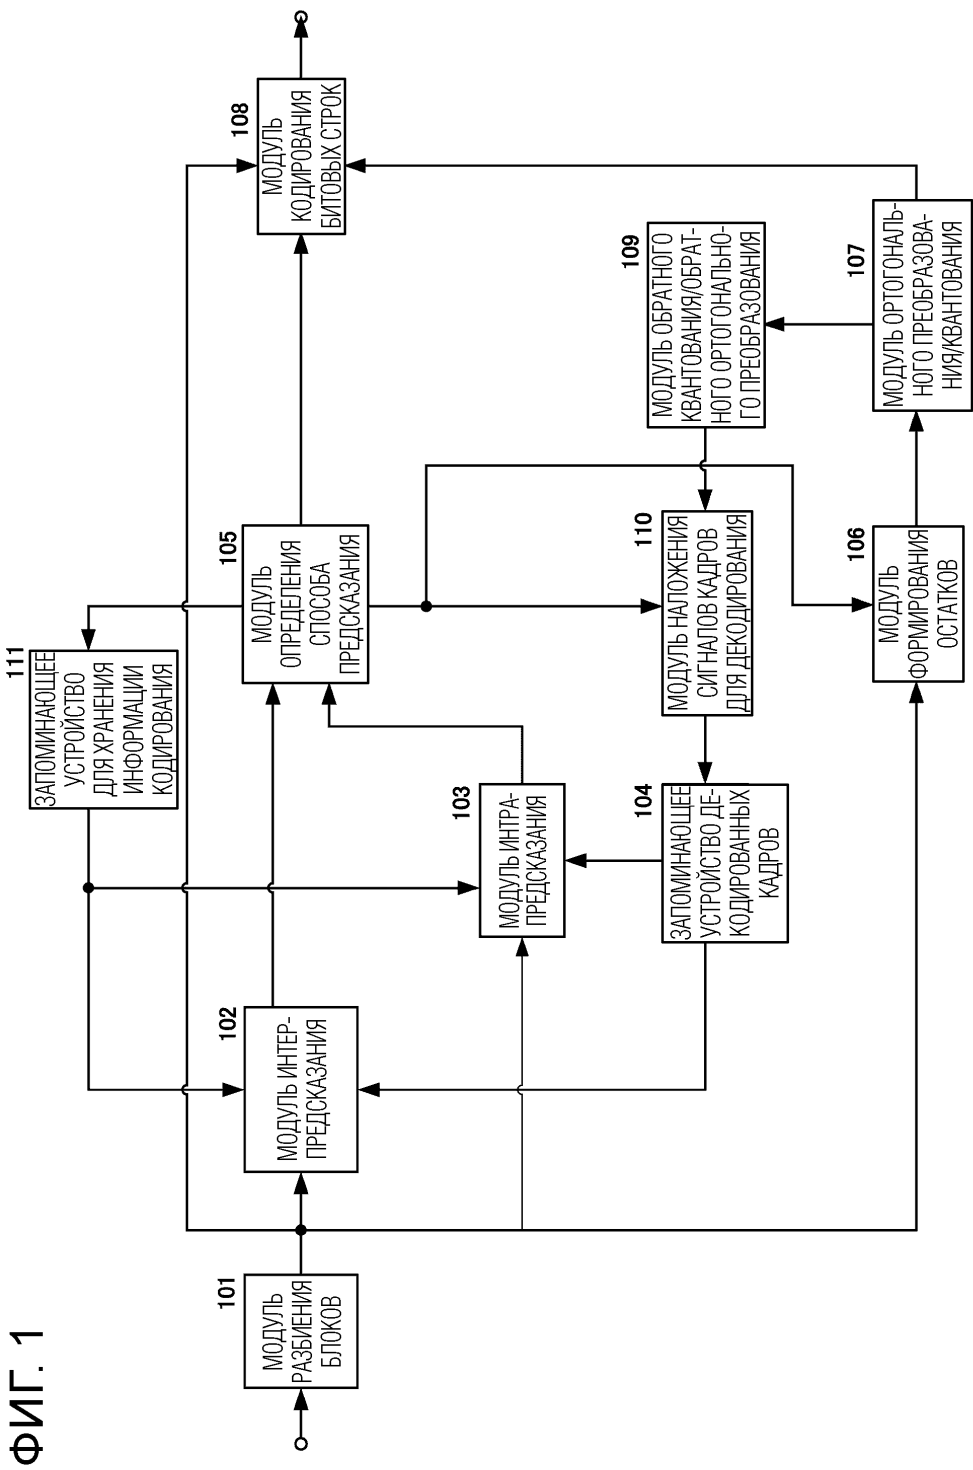 ФИГ. 1
101
МОДУЛЬ
РАЗБИЕНИЯ
БЛОКОВ
102
МОДУЛЬ ИНТЕР-
ПРЕДСКАЗАНИЯ
103
МОДУЛЬ ИНТРА-
ПРЕДСКАЗАНИЯ
104
ЗАПОМИНАЮЩЕЕ
УСТРОЙСТВО ДЕ-
КОДИРОВАННЫХ
КАДРОВ
105
МОДУЛЬ
ОПРЕДЕЛЕНИЯ
СПОСОБА
ПРЕДСКАЗАНИЯ
106
МОДУЛЬ
ФОРМИРОВАНИЯ
ОСТАТКОВ
107
МОДУЛЬ ОРТОГОНАЛЬ-
НОГО ПРЕОБРАЗОВА-
НИЯ/КВАНТОВАНИЯ
108
МОДУЛЬ
КОДИРОВАНИЯ
БИТОВЫХ СТРОК
109
МОДУЛЬ ОБРАТНОГО
КВАНТОВАНИЯ/ОБРАТ-
НОГО ОРТОГОНАЛЬНО-
ГО ПРЕОБРАЗОВАНИЯ
110
МОДУЛЬ НАЛОЖЕНИЯ
СИГНАЛОВ КАДРОВ
ДЛЯ ДЕКОДИРОВАНИЯ
111
ЗАПОМИНАЮЩЕЕ
УСТРОЙСТВО
ДЛЯ ХРАНЕНИЯ
ИНФОРМАЦИИ
КОДИРОВАНИЯ